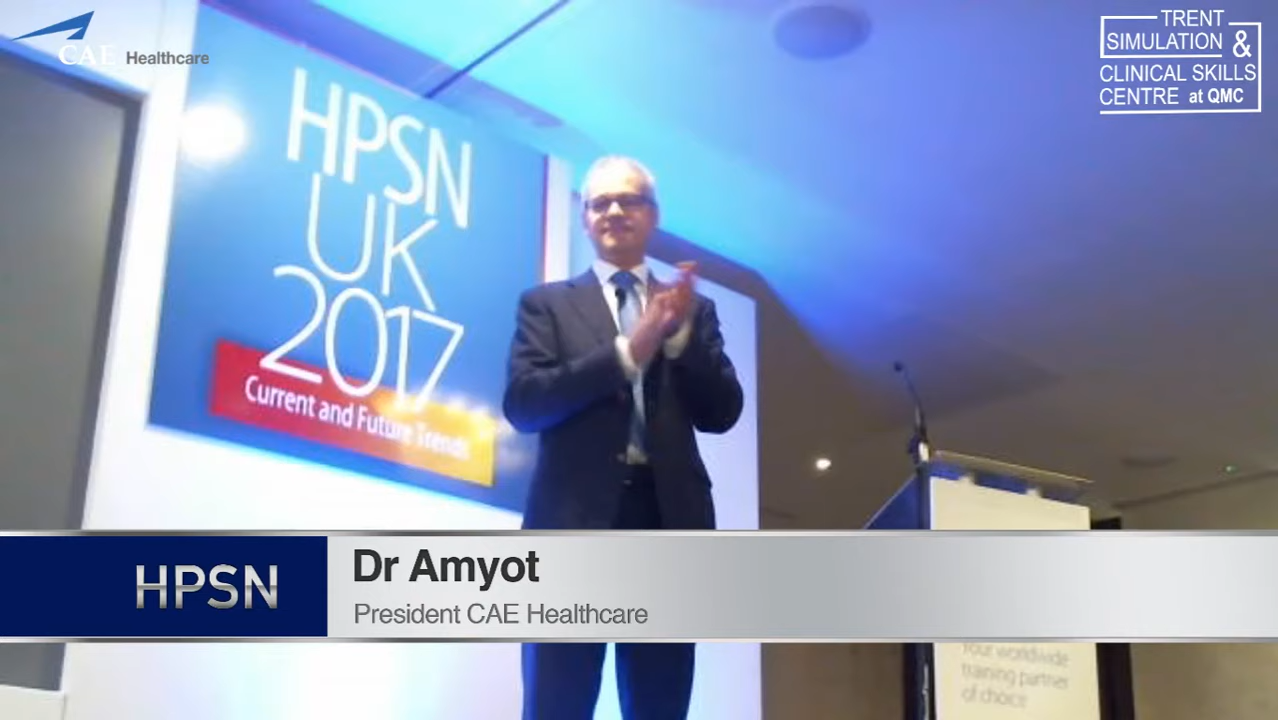 CAE Healthcare
TRENT
SIMULATION &
CLINICAL SKILLS
CENTRE at QMC
HPSN
UK
2017
Current and Future Trends
HPSN
Dr Amyot
President CAE Healthcare
Your worldwide
training partner
of choice